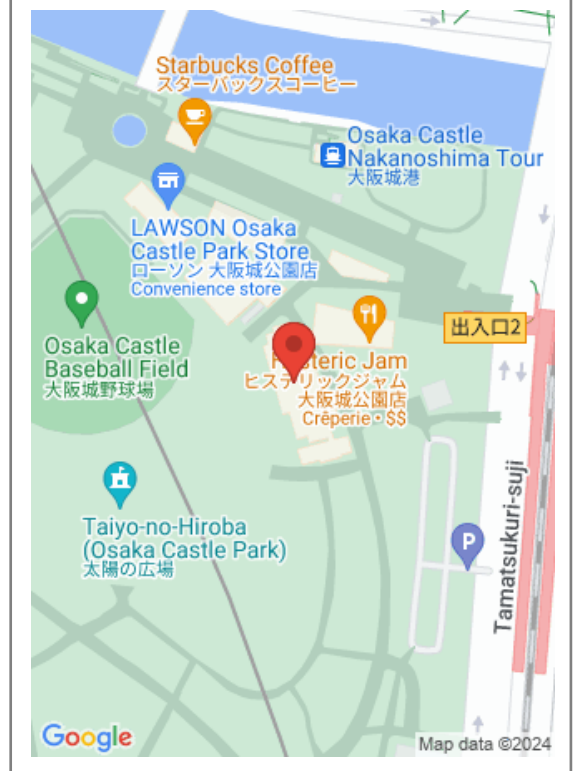 Starbucks Coffee
スターバックスコーヒー
Osaka Castle
Nakanoshima Tour
大阪城港
LAWSON Osaka
Castle Park Store
ローソン 大阪城公園店
Convenience store
出入口2
Osaka Castle
Baseball Field
大阪城野球場
Jam
ヒステリックジャム
大阪城公園店
Crêperie・$$
Taiyo-no-Hiroba
(Osaka Castle Park)
太陽の広場
P
Tamatsukuri-suji
Google
Map data ©2024